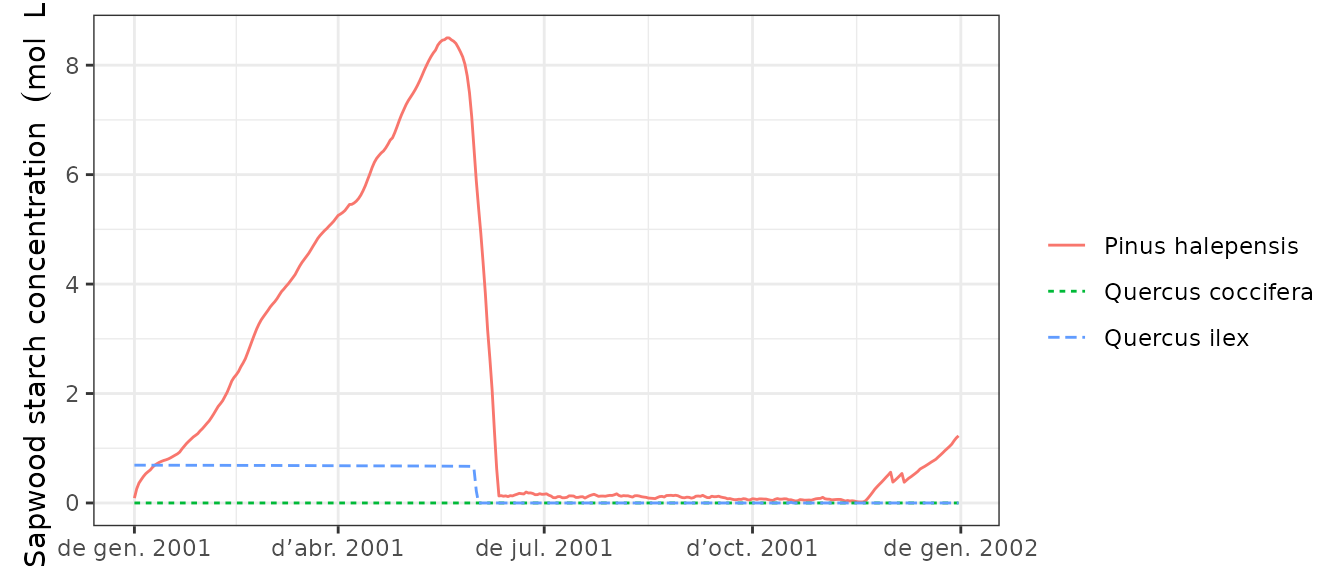 Sapwood starch concentration (mol L
8
6
4
2
0
de gen. 2001
d’abr. 2001
de jul. 2001
d’oct. 2001
de gen. 2002
Pinus halepensis
Quercus coccifera
Quercus ilex